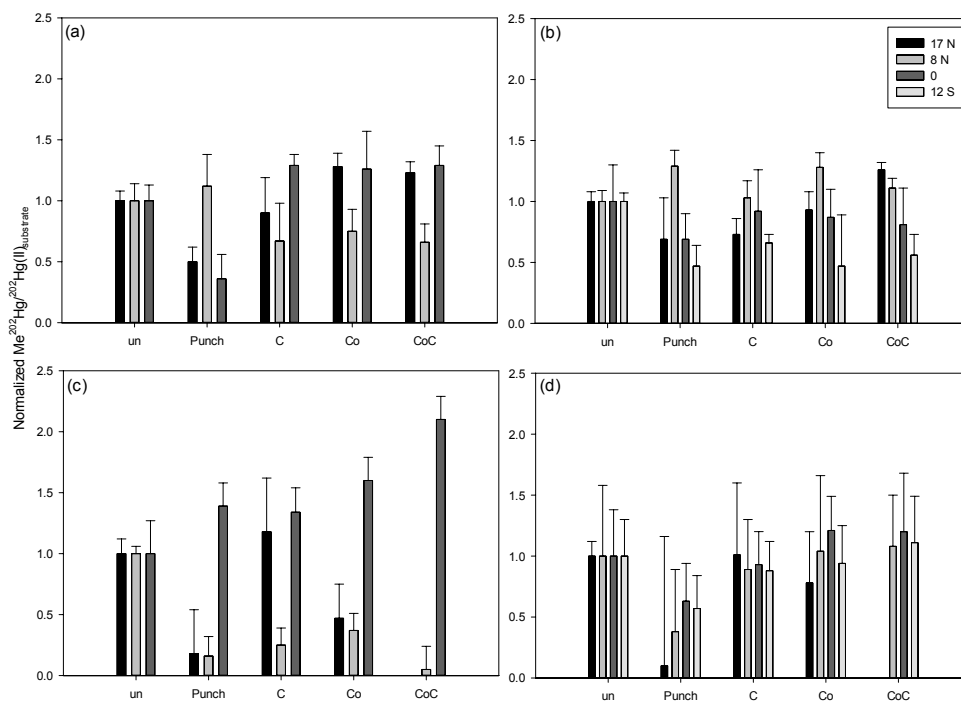 (a)
2.5
2.0
1.5
1.0
0.5
0.0
un Punch C Co CoC
(b)
17 N
8 N
0
12 S
2.5
2.0
1.5
1.0
0.5
0.0
un Punch C Co CoC
Normalized Me²⁰²Hg/²⁰²Hg(II)substrate
(c)
2.5
2.0
1.5
1.0
0.5
0.0
un Punch C Co CoC
(d)
2.5
2.0
1.5
1.0
0.5
0.0
un Punch C Co CoC